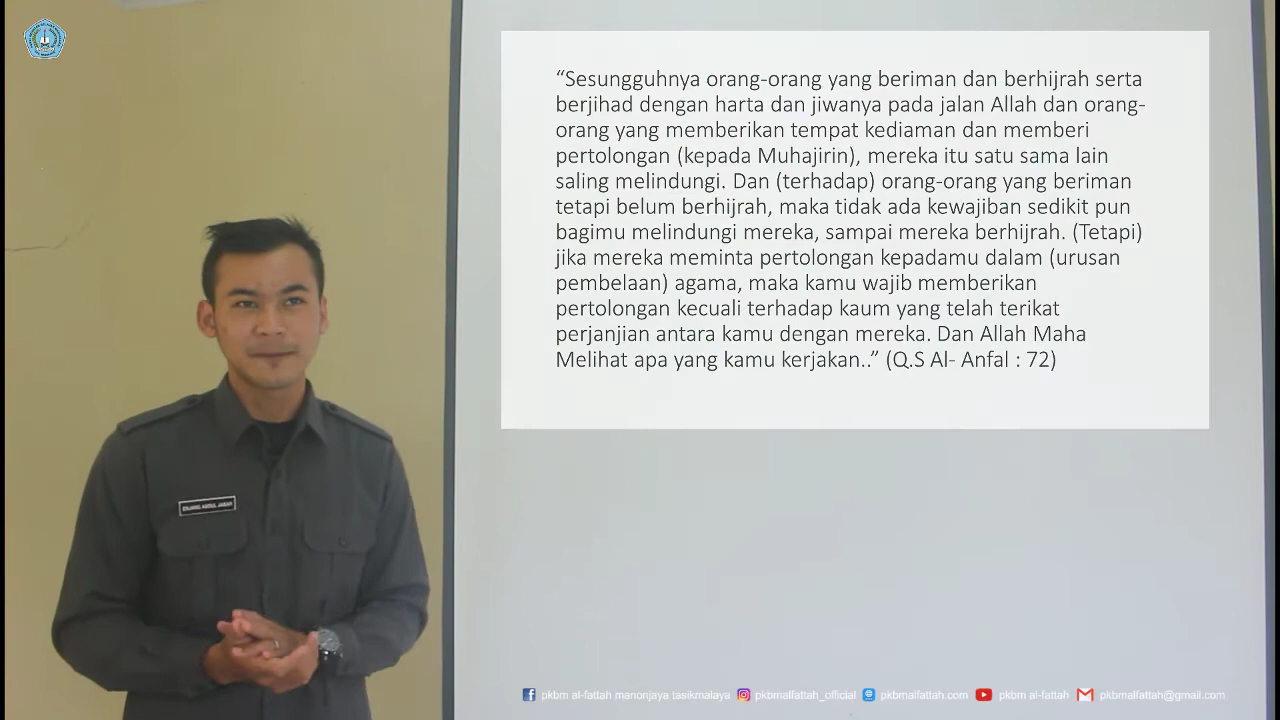 “Sesungguhnya orang-orang yang beriman dan berhijrah serta
berjihad dengan harta dan jiwanya pada jalan Allah dan orang-
orang yang memberikan tempat kediaman dan memberi
pertolongan (kepada Muhajirin), mereka itu satu sama lain
saling melindungi. Dan (terhadap) orang-orang yang beriman
tetapi belum berhijrah, maka tidak ada kewajiban sedikit pun
bagimu melindungi mereka, sampai mereka berhijrah. (Tetapi)
jika mereka meminta pertolongan kepadamu dalam (urusan
pembelaan) agama, maka kamu wajib memberikan
pertolongan kecuali terhadap kaum yang telah terikat
perjanjian antara kamu dengan mereka. Dan Allah Maha
Melihat apa yang kamu kerjakan..” (Q.S Al- Anfal : 72)
ENJANG ABDUL JABAR
pkbm al-fattah manonjaya tasikmalaya pkbmalfattah_official pkbmalfattah.com pkbm al-fattah pkbmalfattah@gmail.com